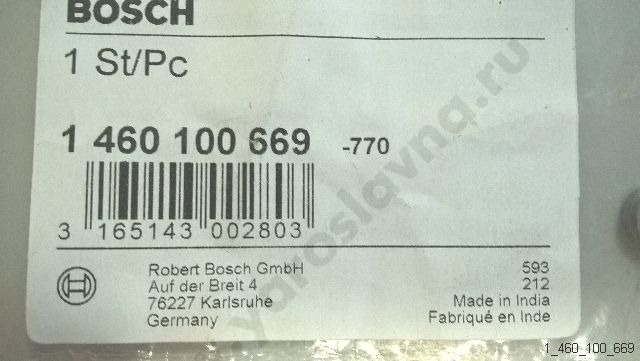 BOSCH
1 St/Pc
1 460 100 669 -770
3 165143 002803
Robert Bosch GmbH
Auf der Breit 4
76227 Karlsruhe
Germany
593
212
Made in India
Fabriqué en Inde
yaroslavna.ru
1_460_100_669